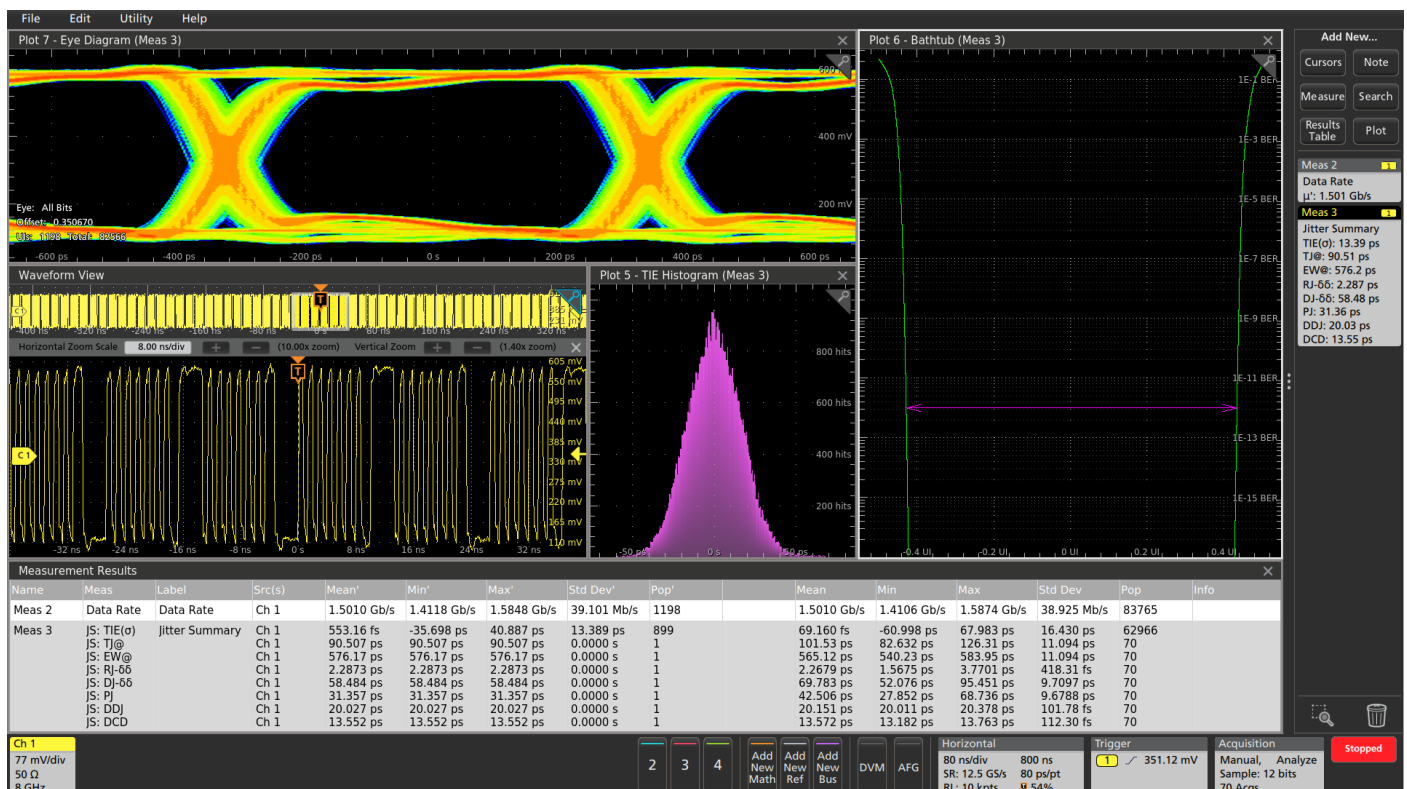 File Edit Utility Help
Plot 7 - Eye Diagram (Meas 3)
400 mV
200 mV
Eye: All Bits
Offset: 0.350670
UIs: 1198 Total: 82566
-600 ps -400 ps -200 ps 0 s 200 ps 400 ps 600 ps
Plot 6 - Bathtub (Meas 3)
1E-1 BER
1E-3 BER
1E-5 BER
1E-7 BER
1E-9 BER
1E-11 BER
1E-13 BER
1E-15 BER
-0.4 UI -0.2 UI 0 UI 0.2 UI 0.4 UI
Waveform View
C1
T
-400 ns -320 ns -240 ns -160 ns -80 ns 0 s 80 ns 160 ns 240 ns 320 ns
Horizontal Zoom Scale 8.00 ns/div + - (10.00x zoom) Vertical Zoom + - (1.40x zoom)
T
605 mV
550 mV
495 mV
440 mV
385 mV
C1
330 mV
275 mV
220 mV
165 mV
110 mV
-32 ns -24 ns -16 ns -8 ns 0 s 8 ns 16 ns 24 ns 32 ns
Plot 5 - TIE Histogram (Meas 3)
800 hits
600 hits
400 hits
200 hits
-50 ps 0 s 50 ps
Measurement Results
Name Meas Label Src(s) Mean' Min' Max' Std Dev' Pop' Mean Min Max Std Dev Pop Info
Meas 2 Data Rate Data Rate Ch 1 1.5010 Gb/s 1.4118 Gb/s 1.5848 Gb/s 39.101 Mb/s 1198 1.5010 Gb/s 1.4106 Gb/s 1.5874 Gb/s 38.925 Mb/s 83765
Meas 3 JS: TIE(σ) Jitter Summary Ch 1 553.16 fs -35.698 ps 40.887 ps 13.389 ps 899 69.160 fs -60.998 ps 67.983 ps 16.430 ps 62966
JS: TJ@ Ch 1 90.507 ps 90.507 ps 90.507 ps 0.0000 s 1 101.53 ps 82.632 ps 126.31 ps 11.094 ps 70
JS: EW@ Ch 1 576.17 ps 576.17 ps 576.17 ps 0.0000 s 1 565.12 ps 540.23 ps 583.95 ps 11.094 ps 70
JS: RJ-δδ Ch 1 2.2873 ps 2.2873 ps 2.2873 ps 0.0000 s 1 2.2679 ps 1.5675 ps 3.7701 ps 418.31 fs 70
JS: DJ-δδ Ch 1 58.484 ps 58.484 ps 58.484 ps 0.0000 s 1 69.783 ps 52.076 ps 95.451 ps 9.7097 ps 70
JS: PJ Ch 1 31.357 ps 31.357 ps 31.357 ps 0.0000 s 1 42.506 ps 27.852 ps 68.736 ps 9.6788 ps 70
JS: DDJ Ch 1 20.027 ps 20.027 ps 20.027 ps 0.0000 s 1 20.151 ps 20.011 ps 20.378 ps 101.78 fs 70
JS: DCD Ch 1 13.552 ps 13.552 ps 13.552 ps 0.0000 s 1 13.572 ps 13.182 ps 13.763 ps 112.30 fs 70
Add New...
Cursors Note
Measure Search
Results Table Plot
Meas 2 1
Data Rate
µ': 1.501 Gb/s
Meas 3 1
Jitter Summary
TIE(σ): 13.39 ps
TJ@: 90.51 ps
EW@: 576.2 ps
RJ-δδ: 2.287 ps
DJ-δδ: 58.48 ps
PJ: 31.36 ps
DDJ: 20.03 ps
DCD: 13.55 ps
Ch 1
77 mV/div
50 Ω
8 GHz
2 3 4
Add New Math
Add New Ref
Add New Bus
DVM AFG
Horizontal
80 ns/div 800 ns
SR: 12.5 GS/s 80 ps/pt
RL: 10 kpts T 54%
Trigger
1 351.12 mV
Acquisition
Manual, Analyze
Sample: 12 bits
70 Acqs
Stopped